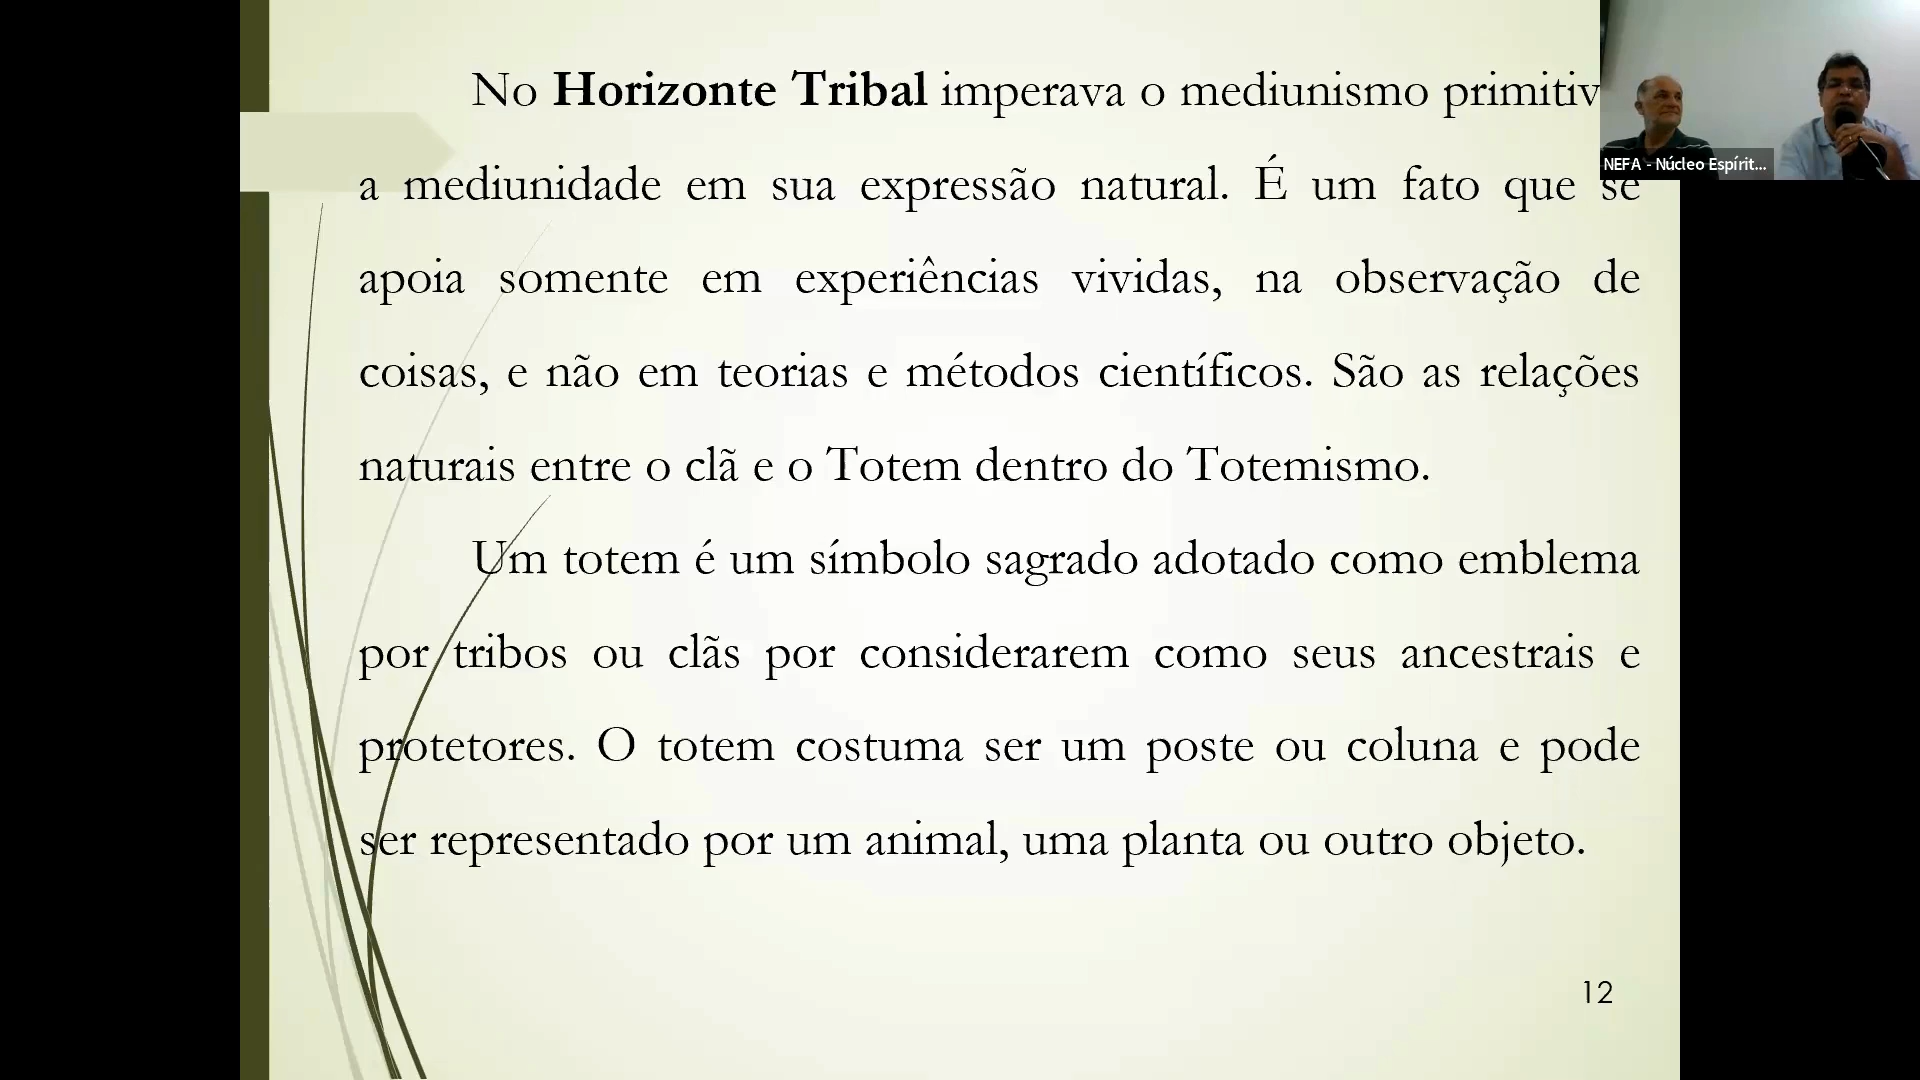 No Horizonte Tribal imperava o mediunismo primitiv
a mediunidade em sua expressão natural. É um fato que se
apoia somente em experiências vividas, na observação de
coisas, e não em teorias e métodos científicos. São as relações
naturais entre o clã e o Totem dentro do Totemismo.
Um totem é um símbolo sagrado adotado como emblema
por tribos ou clãs por considerarem como seus ancestrais e
protetores. O totem costuma ser um poste ou coluna e pode
ser representado por um animal, uma planta ou outro objeto.
12
NEFA - Núcleo Espírit...